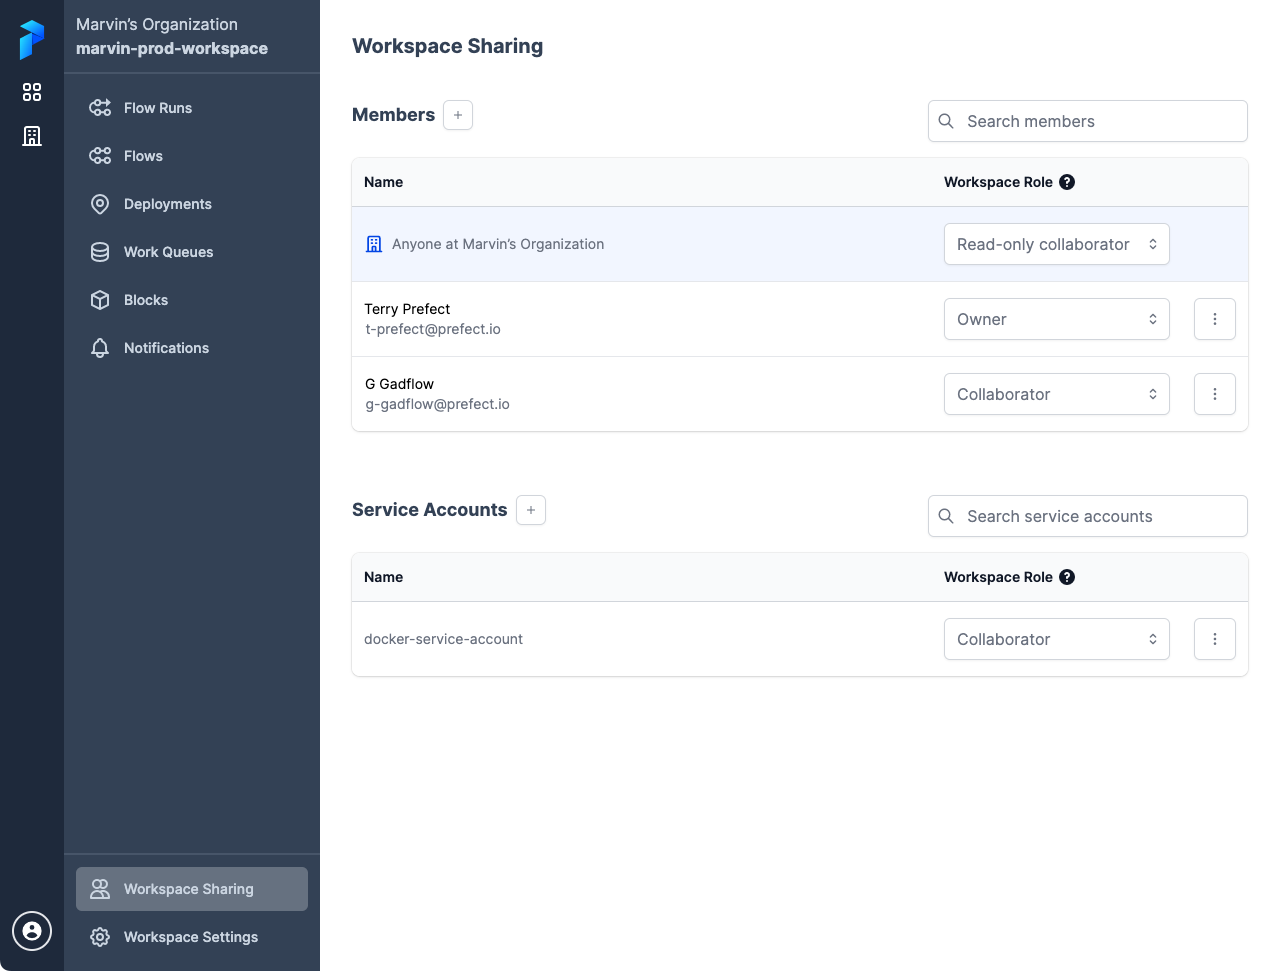 Marvin’s Organization
marvin-prod-workspace
Flow Runs
Flows
Deployments
Work Queues
Blocks
Notifications
Workspace Sharing
Workspace Settings
Workspace Sharing
Members
Search members
Name
Workspace Role
Anyone at Marvin’s Organization
Read-only collaborator
Terry Prefect
t-prefect@prefect.io
Owner
G Gadflow
g-gadflow@prefect.io
Collaborator
Service Accounts
Search service accounts
Name
Workspace Role
docker-service-account
Collaborator